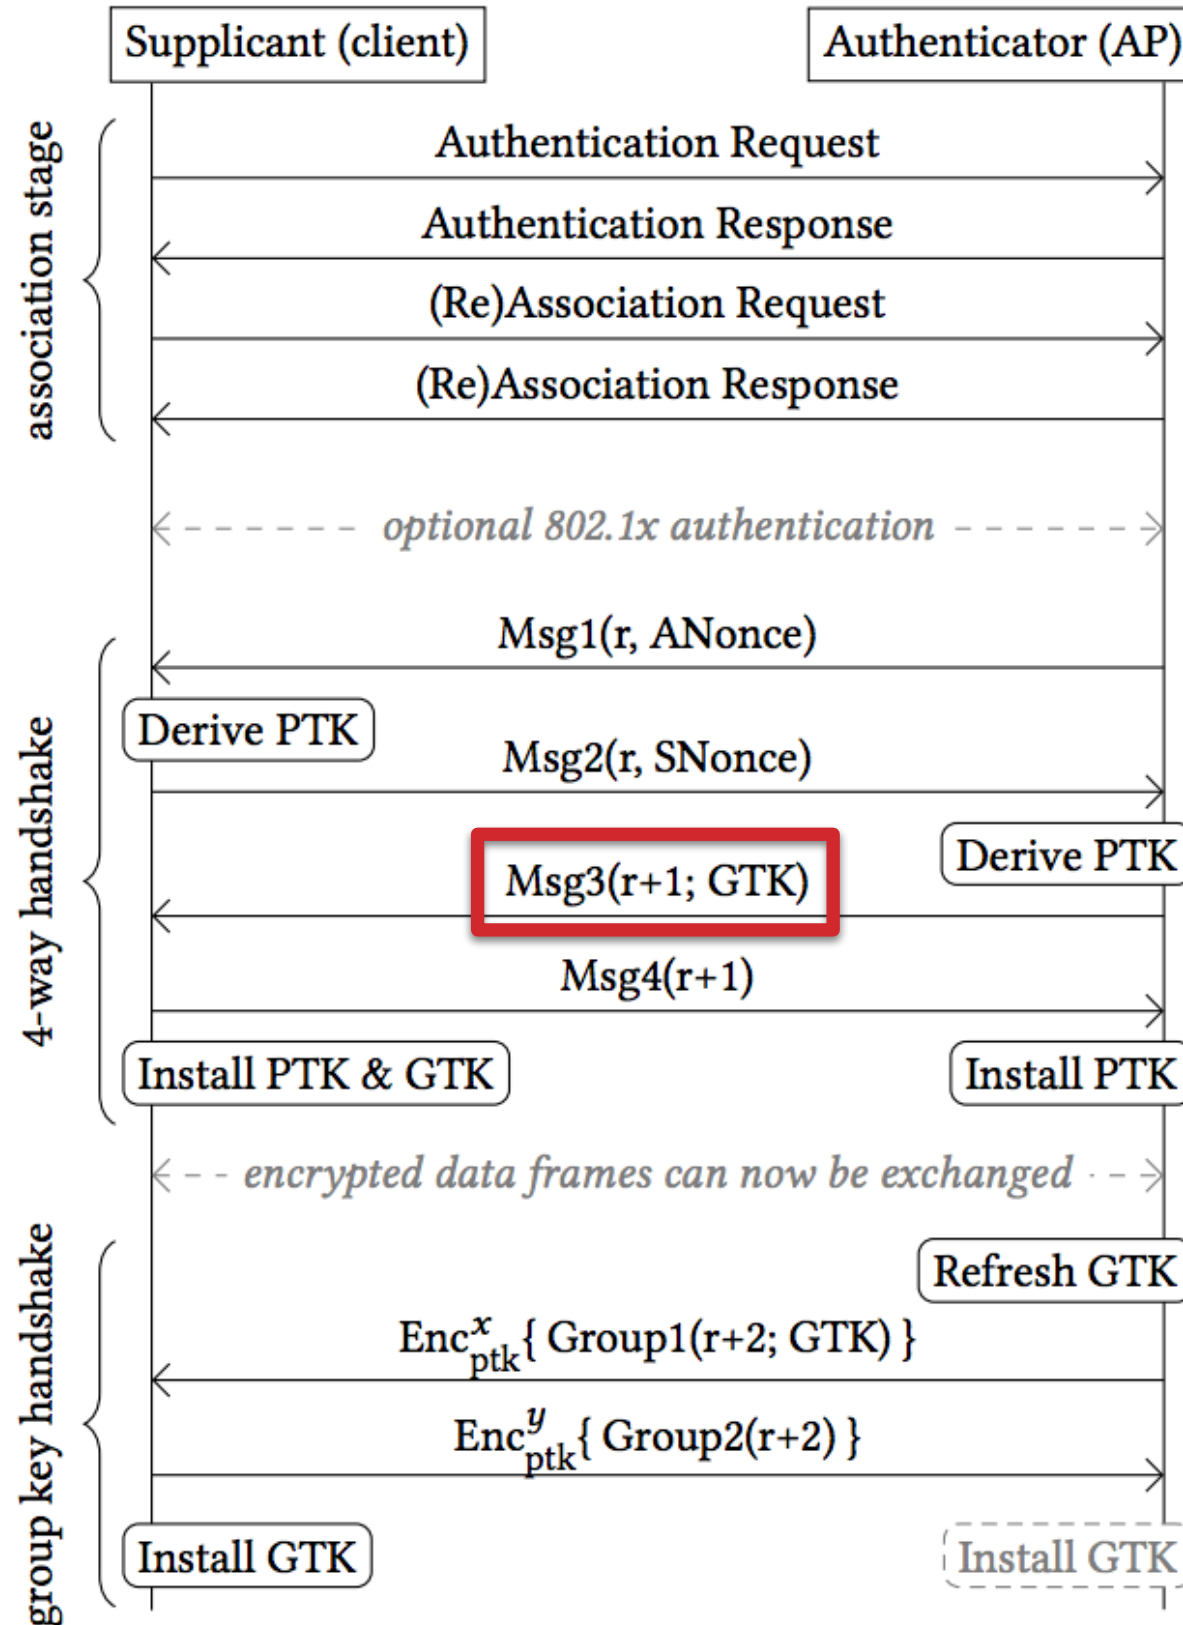 Supplicant (client)
Authenticator (AP)
association stage
Authentication Request
Authentication Response
(Re)Association Request
(Re)Association Response
optional 802.1x authentication
4-way handshake
Msg1(r, ANonce)
Derive PTK
Msg2(r, SNonce)
Derive PTK
Msg3(r+1; GTK)
Msg4(r+1)
Install PTK & GTK
Install PTK
encrypted data frames can now be exchanged
group key handshake
Refresh GTK
Enc^x_ptk{ Group1(r+2; GTK) }
Enc^y_ptk{ Group2(r+2) }
Install GTK
Install GTK